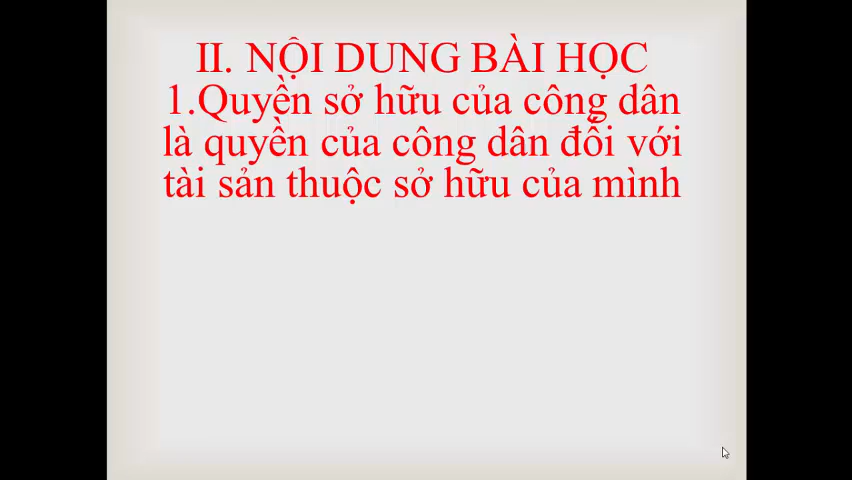 II. NỘI DUNG BÀI HỌC
1.Quyền sở hữu của công dân
là quyền của công dân đối với
tài sản thuộc sở hữu của mình